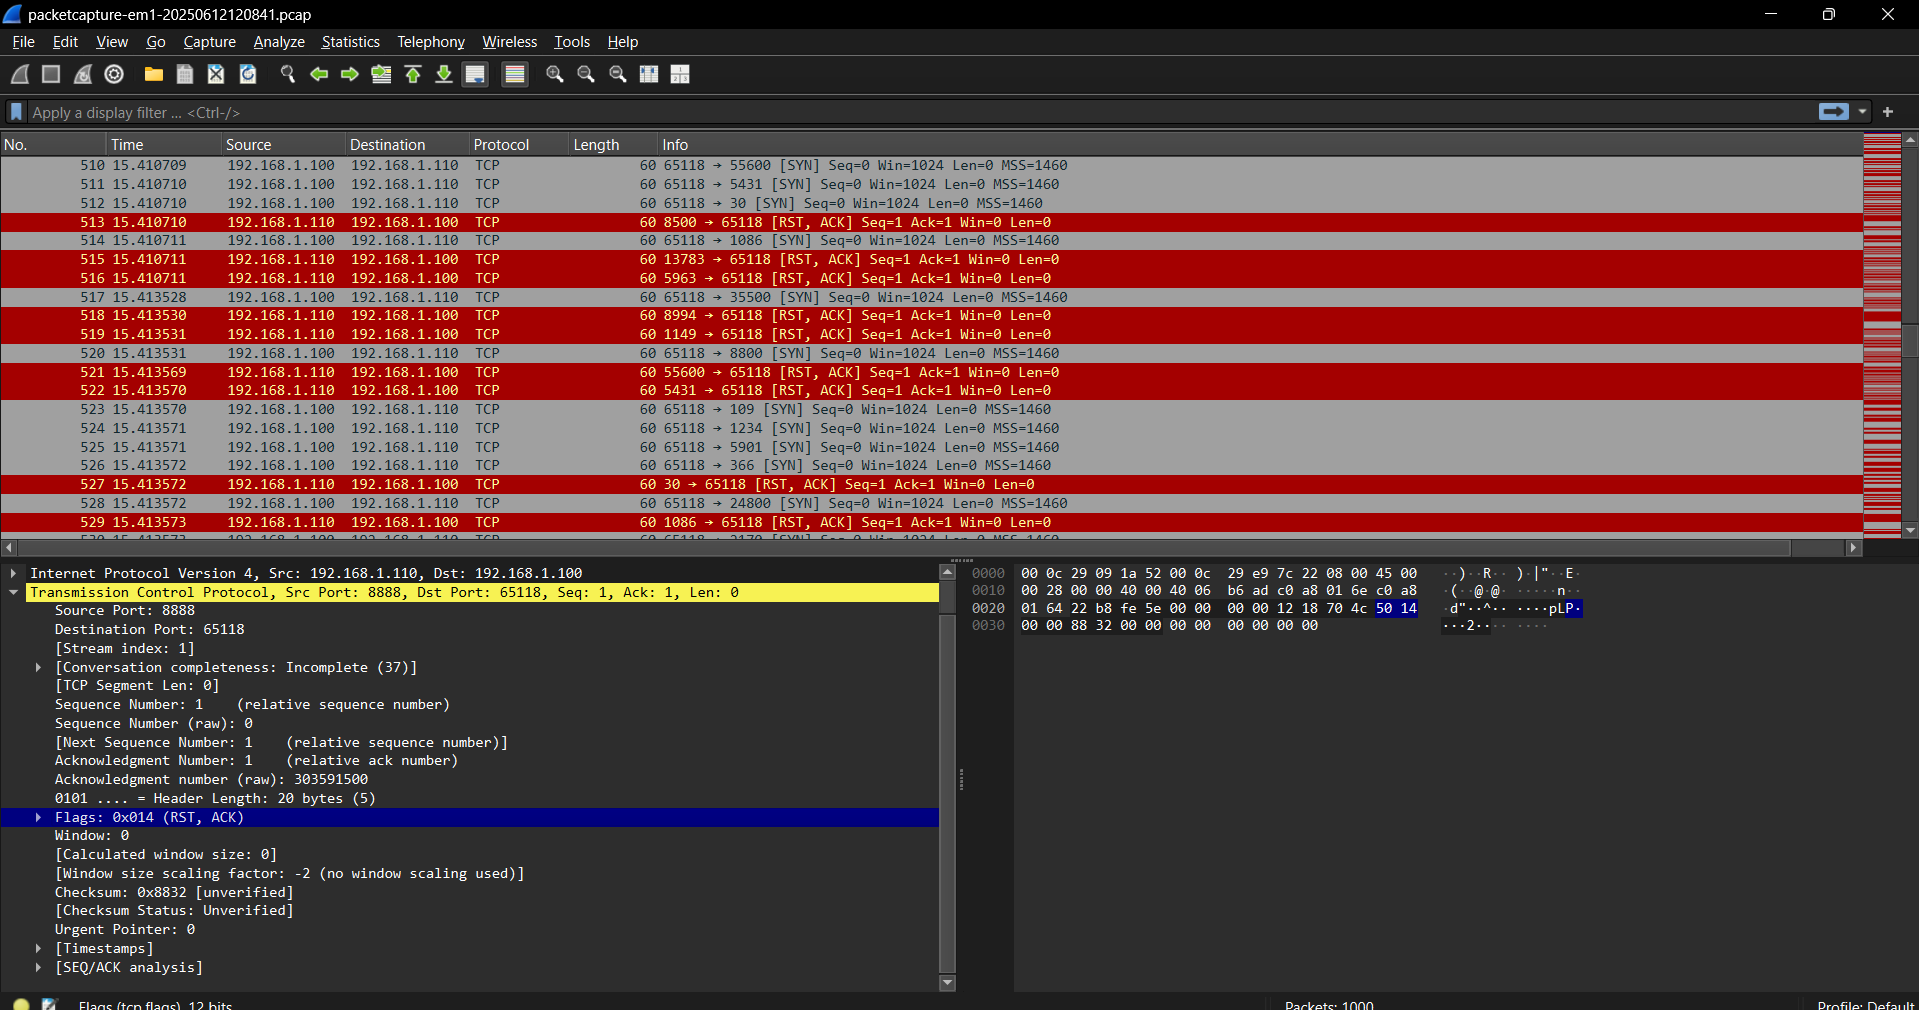 packetcapture-em1-20250612120841.pcap
File Edit View Go Capture Analyze Statistics Telephony Wireless Tools Help
Apply a display filter ... <Ctrl-/>
No. Time Source Destination Protocol Length Info
510 15.410709 192.168.1.100 192.168.1.110 TCP 60 65118 → 55600 [SYN] Seq=0 Win=1024 Len=0 MSS=1460
511 15.410710 192.168.1.100 192.168.1.110 TCP 60 65118 → 5431 [SYN] Seq=0 Win=1024 Len=0 MSS=1460
512 15.410710 192.168.1.100 192.168.1.110 TCP 60 65118 → 30 [SYN] Seq=0 Win=1024 Len=0 MSS=1460
513 15.410710 192.168.1.110 192.168.1.100 TCP 60 8500 → 65118 [RST, ACK] Seq=1 Ack=1 Win=0 Len=0
514 15.410711 192.168.1.100 192.168.1.110 TCP 60 65118 → 1086 [SYN] Seq=0 Win=1024 Len=0 MSS=1460
515 15.410711 192.168.1.110 192.168.1.100 TCP 60 13783 → 65118 [RST, ACK] Seq=1 Ack=1 Win=0 Len=0
516 15.410711 192.168.1.110 192.168.1.100 TCP 60 5963 → 65118 [RST, ACK] Seq=1 Ack=1 Win=0 Len=0
517 15.413528 192.168.1.100 192.168.1.110 TCP 60 65118 → 35500 [SYN] Seq=0 Win=1024 Len=0 MSS=1460
518 15.413530 192.168.1.110 192.168.1.100 TCP 60 8994 → 65118 [RST, ACK] Seq=1 Ack=1 Win=0 Len=0
519 15.413531 192.168.1.110 192.168.1.100 TCP 60 1149 → 65118 [RST, ACK] Seq=1 Ack=1 Win=0 Len=0
520 15.413531 192.168.1.100 192.168.1.110 TCP 60 65118 → 8800 [SYN] Seq=0 Win=1024 Len=0 MSS=1460
521 15.413569 192.168.1.110 192.168.1.100 TCP 60 55600 → 65118 [RST, ACK] Seq=1 Ack=1 Win=0 Len=0
522 15.413570 192.168.1.110 192.168.1.100 TCP 60 5431 → 65118 [RST, ACK] Seq=1 Ack=1 Win=0 Len=0
523 15.413570 192.168.1.100 192.168.1.110 TCP 60 65118 → 109 [SYN] Seq=0 Win=1024 Len=0 MSS=1460
524 15.413571 192.168.1.100 192.168.1.110 TCP 60 65118 → 1234 [SYN] Seq=0 Win=1024 Len=0 MSS=1460
525 15.413571 192.168.1.100 192.168.1.110 TCP 60 65118 → 5901 [SYN] Seq=0 Win=1024 Len=0 MSS=1460
526 15.413572 192.168.1.100 192.168.1.110 TCP 60 65118 → 366 [SYN] Seq=0 Win=1024 Len=0 MSS=1460
527 15.413572 192.168.1.110 192.168.1.100 TCP 60 30 → 65118 [RST, ACK] Seq=1 Ack=1 Win=0 Len=0
528 15.413572 192.168.1.100 192.168.1.110 TCP 60 65118 → 24800 [SYN] Seq=0 Win=1024 Len=0 MSS=1460
529 15.413573 192.168.1.110 192.168.1.100 TCP 60 1086 → 65118 [RST, ACK] Seq=1 Ack=1 Win=0 Len=0
Internet Protocol Version 4, Src: 192.168.1.110, Dst: 192.168.1.100
Transmission Control Protocol, Src Port: 8888, Dst Port: 65118, Seq: 1, Ack: 1, Len: 0
Source Port: 8888
Destination Port: 65118
[Stream index: 1]
[Conversation completeness: Incomplete (37)]
[TCP Segment Len: 0]
Sequence Number: 1 (relative sequence number)
Sequence Number (raw): 0
[Next Sequence Number: 1 (relative sequence number)]
Acknowledgment Number: 1 (relative ack number)
Acknowledgment number (raw): 303591500
0101 .... = Header Length: 20 bytes (5)
Flags: 0x014 (RST, ACK)
Window: 0
[Calculated window size: 0]
[Window size scaling factor: -2 (no window scaling used)]
Checksum: 0x8832 [unverified]
[Checksum Status: Unverified]
Urgent Pointer: 0
[Timestamps]
[SEQ/ACK analysis]
0000 00 0c 29 09 1a 52 00 0c 29 e9 7c 22 08 00 45 00 ··)··R·· )·|"··E·
0010 00 28 00 00 40 00 40 06 b6 ad c0 a8 01 6e c0 a8 ·(··@·@· ·····n··
0020 01 64 22 b8 fe 5e 00 00 00 00 12 18 70 4c 50 14 ·d"··^·· ····pLP·
0030 00 00 88 32 00 00 00 00 00 00 00 00 ···2···· ····
Flags (tcp.flags), 12 bits
Packets: 1000
Profile: Default